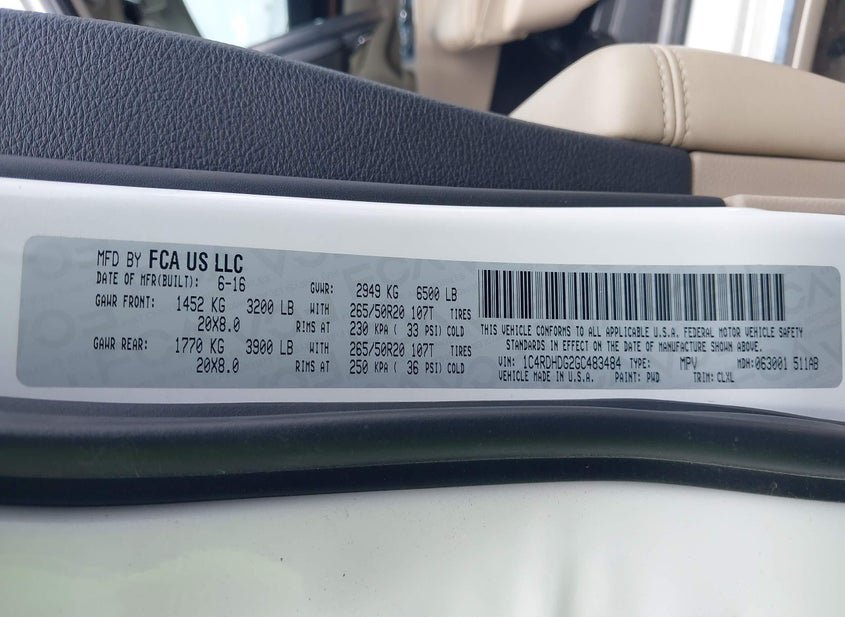 MFD BY FCA US LLC
DATE OF MFR(BUILT): 6-16 GVWR: 2949 KG 6500 LB
GAWR FRONT: 1452 KG 3200 LB WITH 265/50R20 107T TIRES
20X8.0 RIMS AT 230 KPA ( 33 PSI) COLD
GAWR REAR: 1770 KG 3900 LB WITH 265/50R20 107T TIRES
20X8.0 RIMS AT 250 KPA ( 36 PSI) COLD
THIS VEHICLE CONFORMS TO ALL APPLICABLE U.S.A. FEDERAL MOTOR VEHICLE SAFETY
STANDARDS IN EFFECT ON THE DATE OF MANUFACTURE SHOWN ABOVE.
VIN: 1C4RDHDG2GC483484 TYPE: MPV MDH: 063001 511AB
VEHICLE MADE IN U.S.A. PAINT: PWD TRIM: CLXL